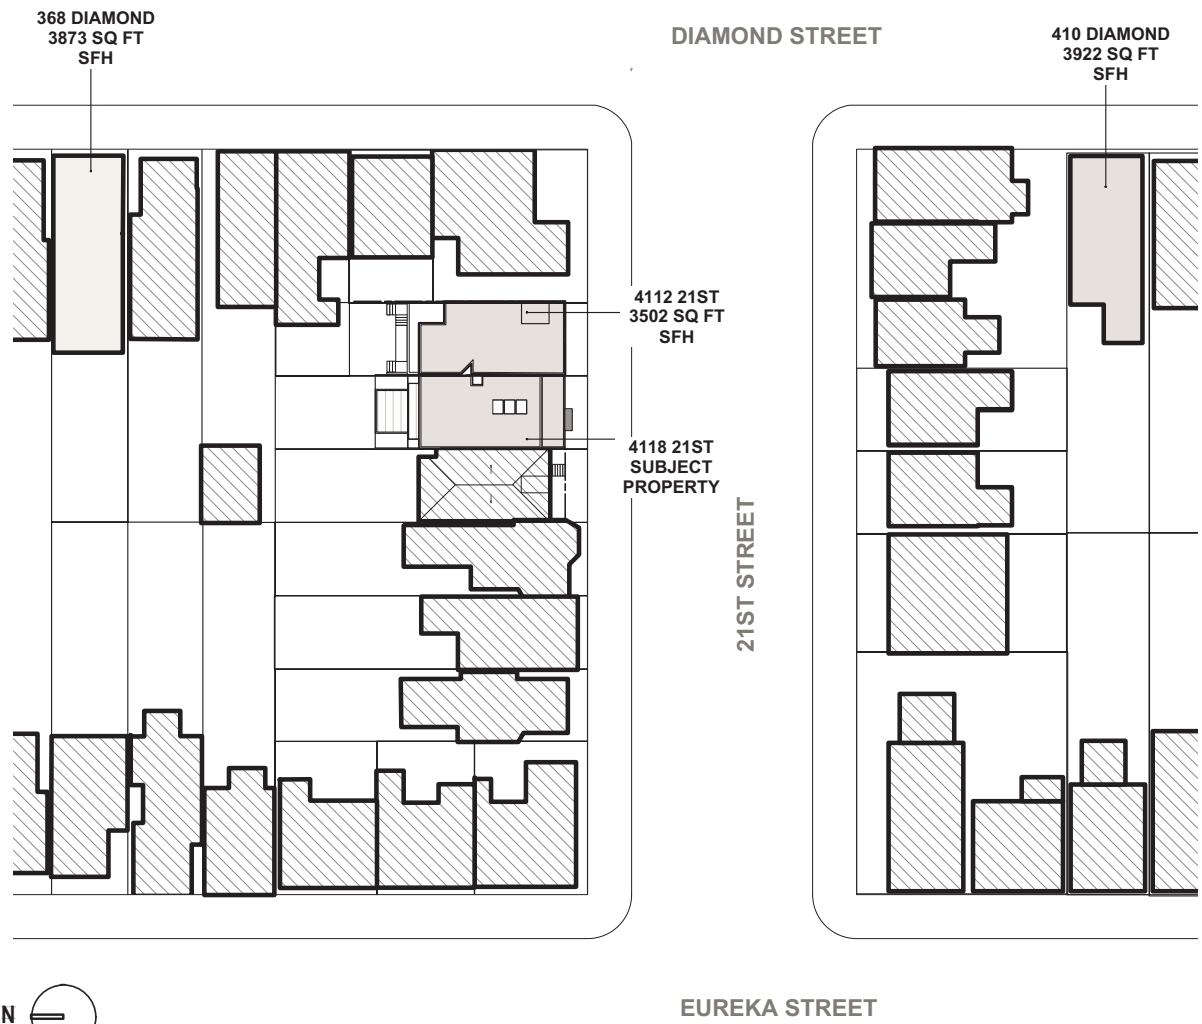 368 DIAMOND
3873 SQ FT
SFH
DIAMOND STREET
410 DIAMOND
3922 SQ FT
SFH
4112 21ST
3502 SQ FT
SFH
4118 21ST
SUBJECT
PROPERTY
21ST STREET
N
EUREKA STREET